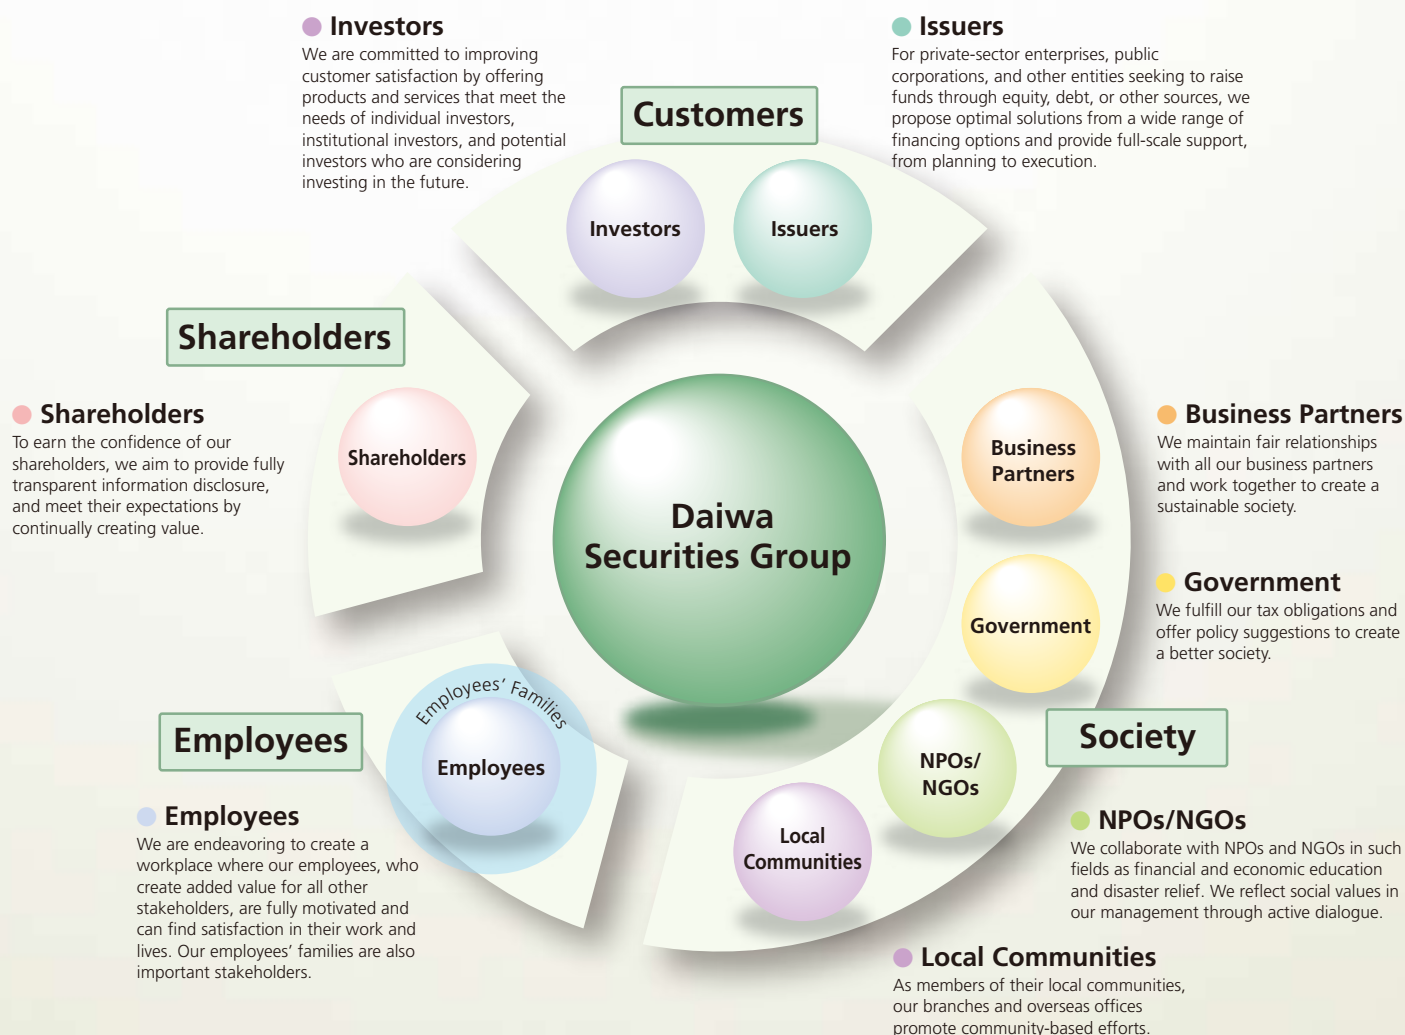 Investors
We are committed to improving
customer satisfaction by offering
products and services that meet the
needs of individual investors,
institutional investors, and potential
investors who are considering
investing in the future.
Issuers
For private-sector enterprises, public
corporations, and other entities seeking to raise
funds through equity, debt, or other sources, we
propose optimal solutions from a wide range of
financing options and provide full-scale support,
from planning to execution.
Customers
Investors
Issuers
Shareholders
Shareholders
To earn the confidence of our
shareholders, we aim to provide fully
transparent information disclosure,
and meet their expectations by
continually creating value.
Shareholders
Daiwa
Securities Group
Business
Partners
Business Partners
We maintain fair relationships
with all our business partners
and work together to create a
sustainable society.
Government
Government
We fulfill our tax obligations and
offer policy suggestions to create
a better society.
Employees
Employees' Families
Employees
Employees
We are endeavoring to create a
workplace where our employees, who
create added value for all other
stakeholders, are fully motivated and
can find satisfaction in their work and
lives. Our employees' families are also
important stakeholders.
NPOs/
NGOs
Society
Local
Communities
NPOs/NGOs
We collaborate with NPOs and NGOs in such
fields as financial and economic education
and disaster relief. We reflect social values in
our management through active dialogue.
Local Communities
As members of their local communities,
our branches and overseas offices
promote community-based efforts.